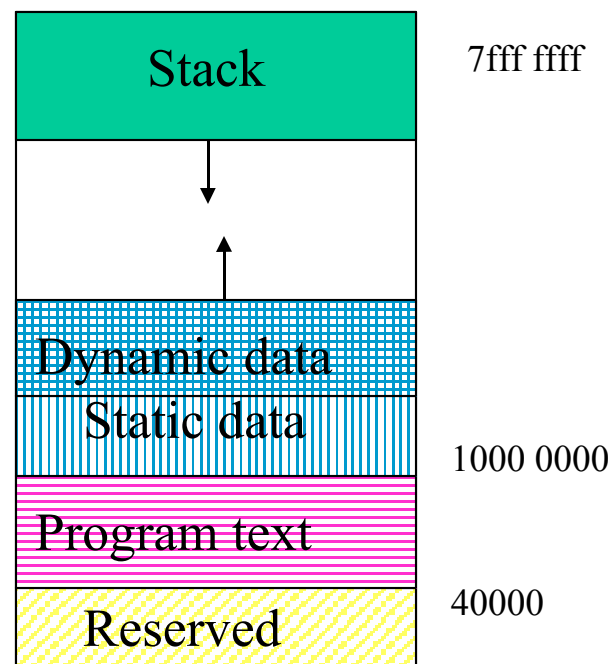 Stack
7fff ffff
Dynamic data
Static data
1000 0000
Program text
40000
Reserved